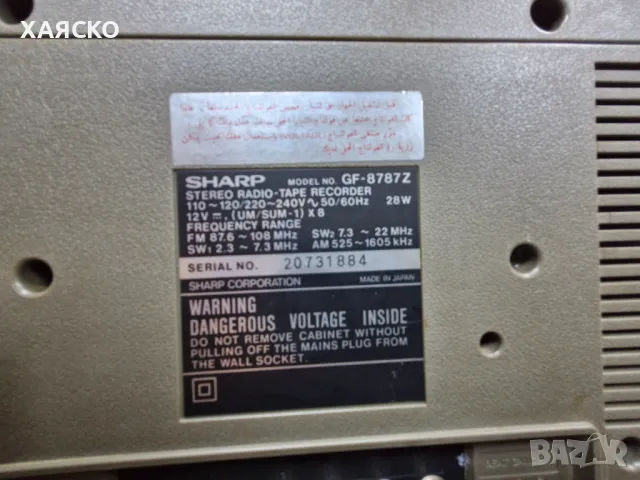 ХАЯСКО
SHARP MODEL NO. GF-8787Z
STEREO RADIO-TAPE RECORDER
110~120/220~240V∿50/60Hz 28W
12V ⎓, (UM/SUM-1) X 8
FREQUENCY RANGE
FM 87.6 ~ 108 MHz SW2 7.3 ~ 22 MHz
SW1 2.3 ~ 7.3 MHz AM 525~1605 kHz
SERIAL NO. 20731884
SHARP CORPORATION MADE IN JAPAN
WARNING
DANGEROUS VOLTAGE INSIDE
DO NOT REMOVE CABINET WITHOUT
PULLING OFF THE MAINS PLUG FROM
THE WALL SOCKET.
BAZAR